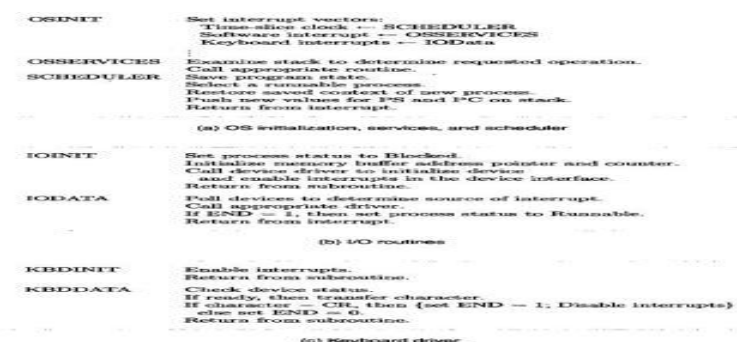 OSINIT Set interrupt vectors:
Time-slice clock ← SCHEDULER
Software interrupt ← OSSERVICES
Keyboard interrupts ← IOData
⋮
OSSERVICES Examine stack to determine requested operation.
Call appropriate routine.
SCHEDULER Save program state.
Select a runnable process.
Restore saved context of new process.
Push new values for PS and PC on stack.
Return from interrupt.
(a) OS initialization, services, and scheduler
IOINIT Set process status to Blocked.
Initialize memory buffer address pointer and counter.
Call device driver to initialize device
and enable interrupts in the device interface.
Return from subroutine.
IODATA Poll devices to determine source of interrupt.
Call appropriate driver.
If END = 1, then set process status to Runnable.
Return from interrupt.
(b) I/O routines
KBDINIT Enable interrupts.
Return from subroutine.
KBDDATA Check device status.
If ready, then transfer character.
If character = CR, then {set END = 1; Disable interrupts}
else set END = 0.
Return from subroutine.
(c) Keyboard driver